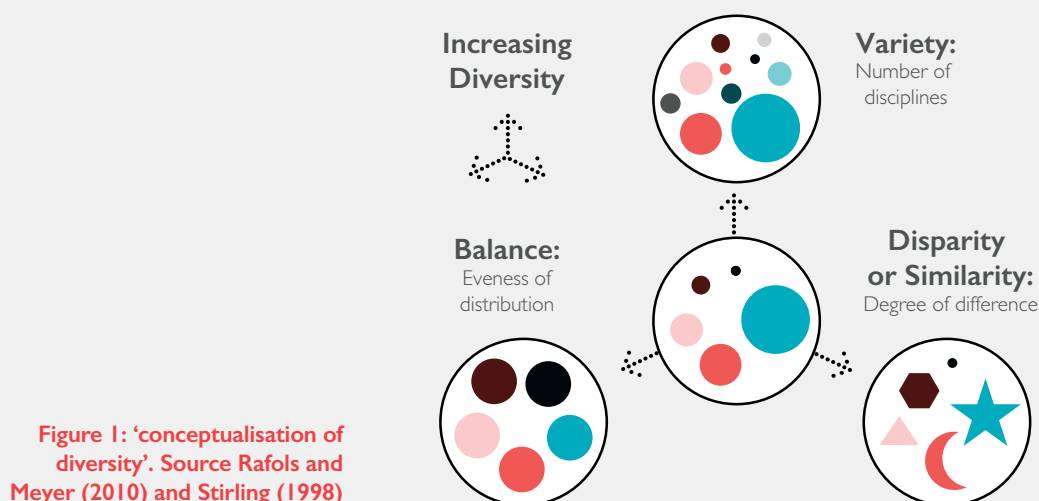 Increasing
Diversity
Variety:
Number of
disciplines
Balance:
Eveness of
distribution
Disparity
or Similarity:
Degree of difference
Figure 1: ‘conceptualisation of
diversity’. Source Rafols and
Meyer (2010) and Stirling (1998)